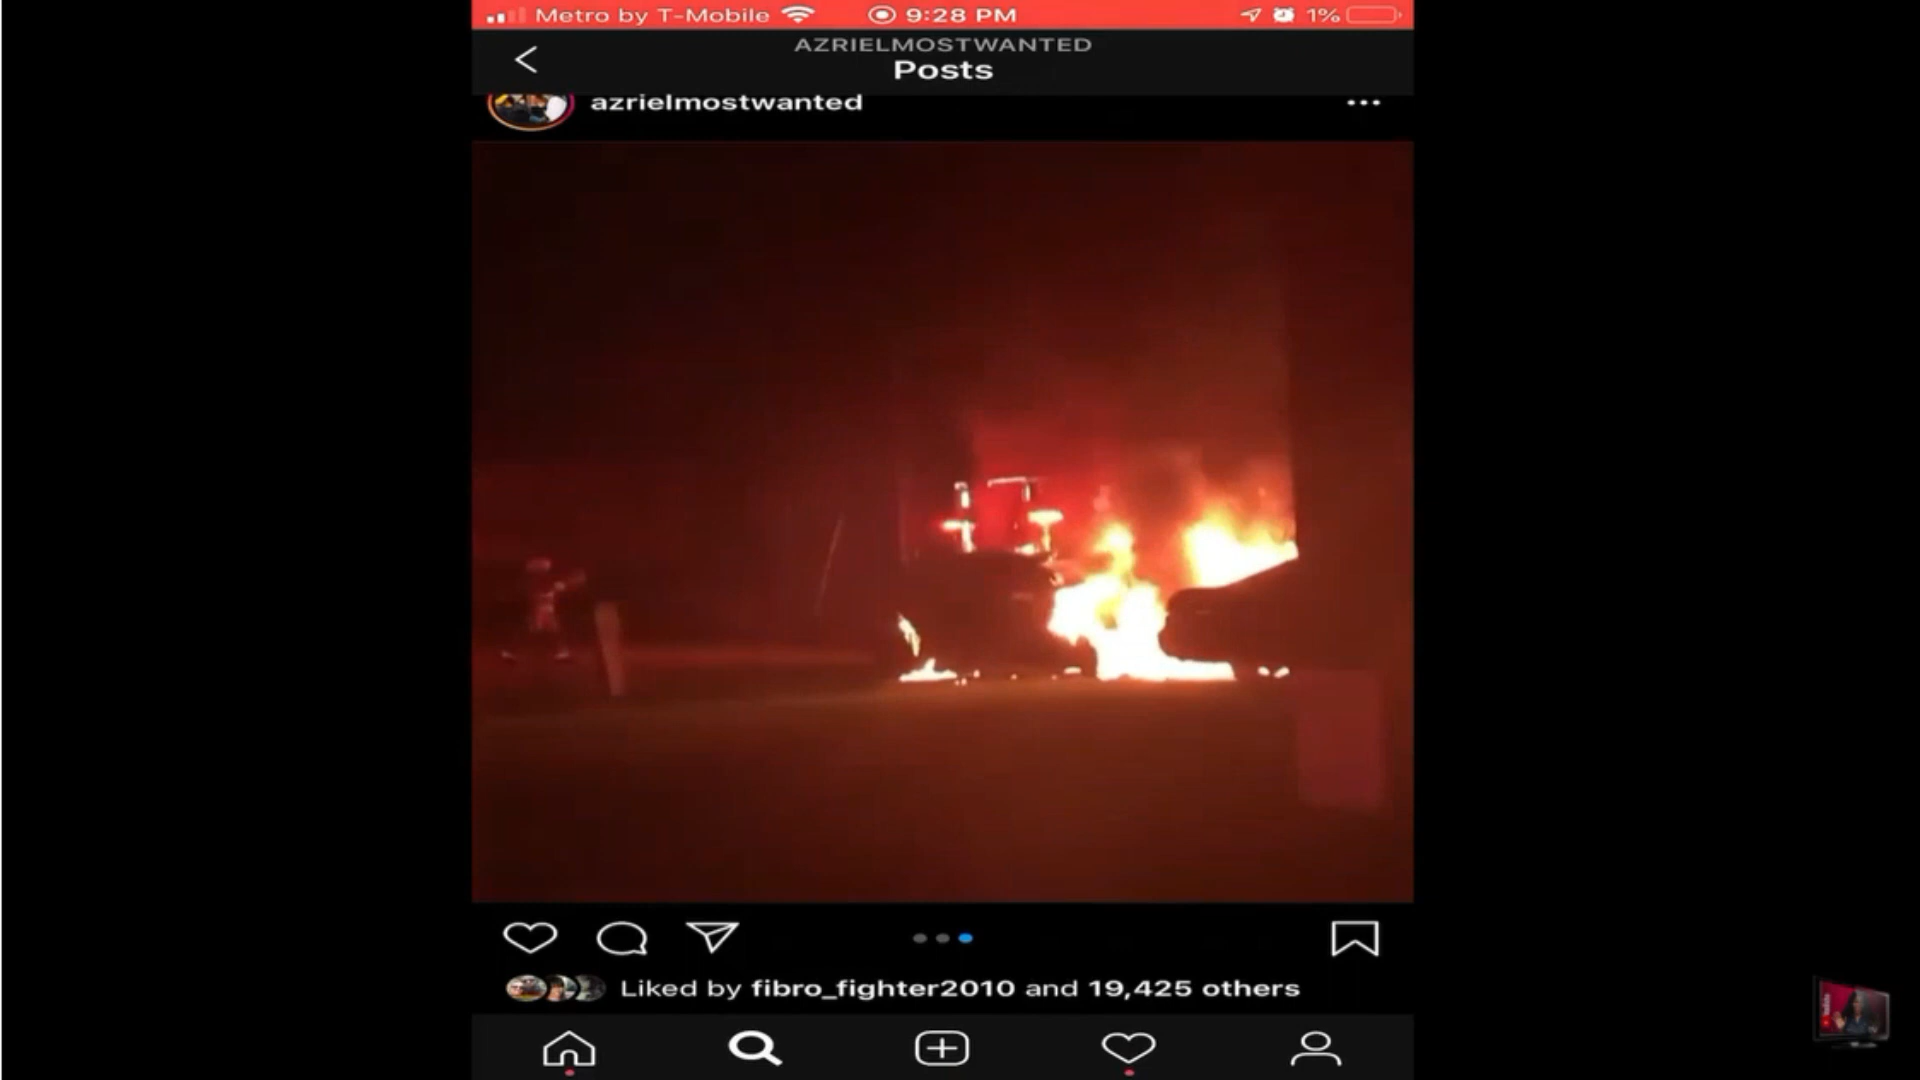 Metro by T-Mobile 9:28 PM 1%
AZRIELMOSTWANTED
Posts
azrielmostwanted
Liked by fibro_fighter2010 and 19,425 others